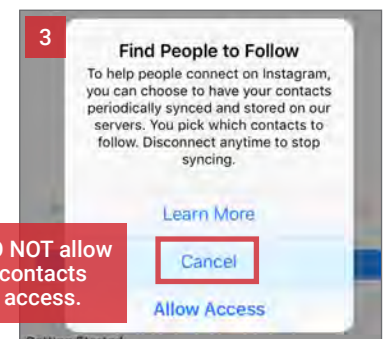 3
Find People to Follow
To help people connect on Instagram,
you can choose to have your contacts
periodically synced and stored on our
servers. You pick which contacts to
follow. Disconnect anytime to stop
syncing.
Learn More
NOT allow
contacts
access.
Cancel
Allow Access